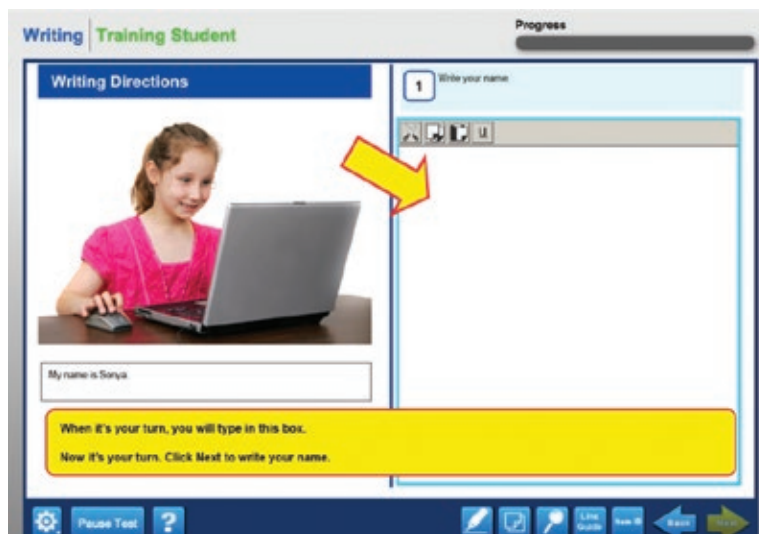 Writing Training Student
Progress
Writing Directions
1 Write your name
U
My name is Sonya.
When it's your turn, you will type in this box.
Now it's your turn. Click Next to write your name.
Pause Test
?
Line
Guide
Item ID
Back
Next